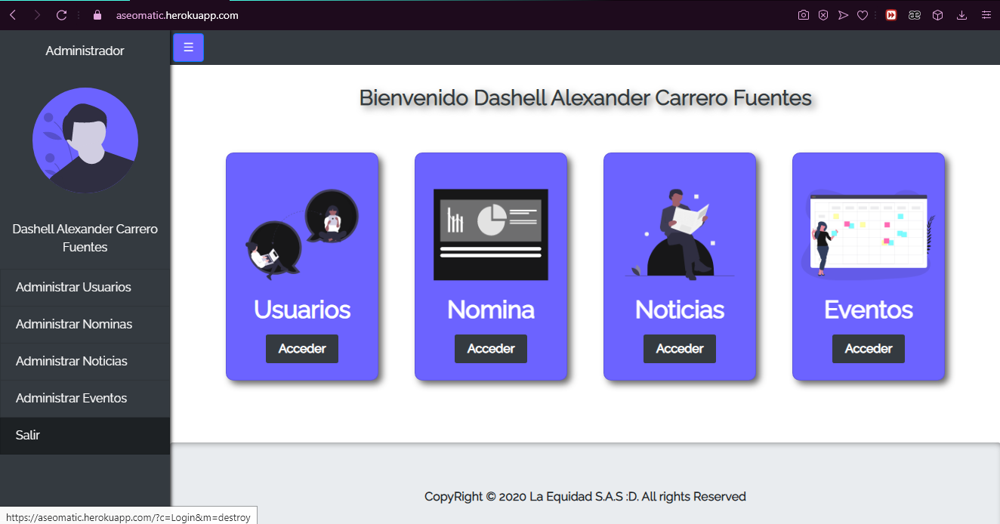 aseomatic.herokuapp.com
Administrador
Dashell Alexander Carrero
Fuentes
Administrar Usuarios
Administrar Nominas
Administrar Noticias
Administrar Eventos
Salir
Bienvenido Dashell Alexander Carrero Fuentes
Usuarios
Acceder
Nomina
Acceder
Noticias
Acceder
Eventos
Acceder
CopyRight © 2020 La Equidad S.A.S :D. All rights Reserved
https://aseomatic.herokuapp.com/?c=Login&m=destroy